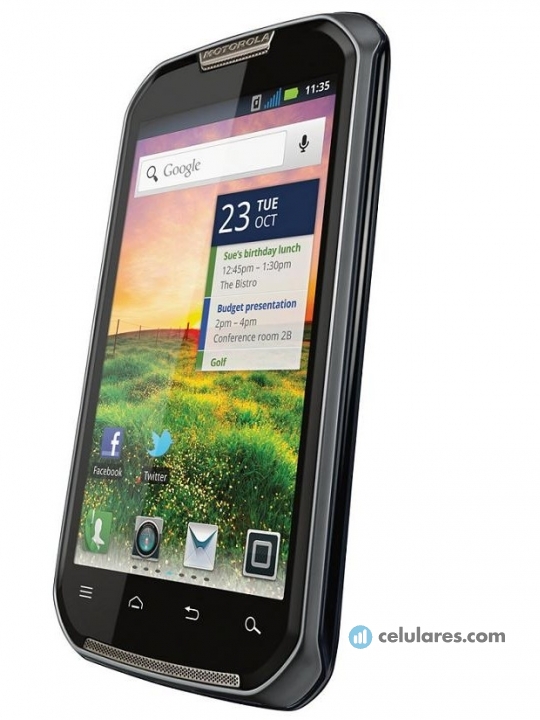 MOTOROLA
11:35
Google
23 TUE
OCT
Sue's birthday lunch
12:45pm – 1:30pm
The Bistro
Budget presentation
2pm – 4pm
Conference room 2B
Golf
Facebook
Twitter
celulares.com